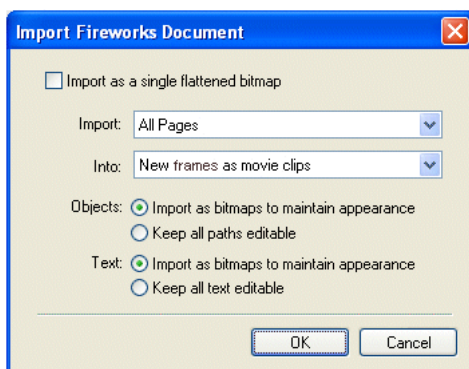 Import Fireworks Document
Import as a single flattened bitmap
Import: All Pages
Into: New frames as movie clips
Objects: Import as bitmaps to maintain appearance
Keep all paths editable
Text: Import as bitmaps to maintain appearance
Keep all text editable
OK Cancel